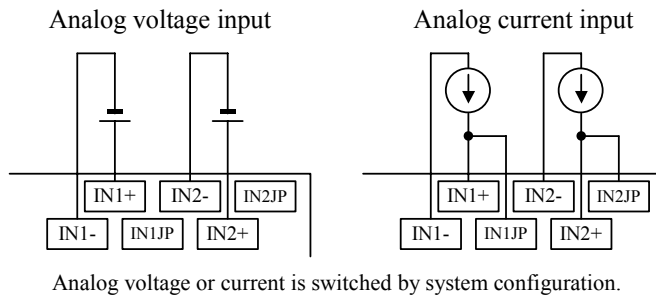 Analog voltage input
Analog current input
IN1+ IN2- IN2JP
IN1- IN1JP IN2+
IN1+ IN2- IN2JP
IN1- IN1JP IN2+
Analog voltage or current is switched by system configuration.